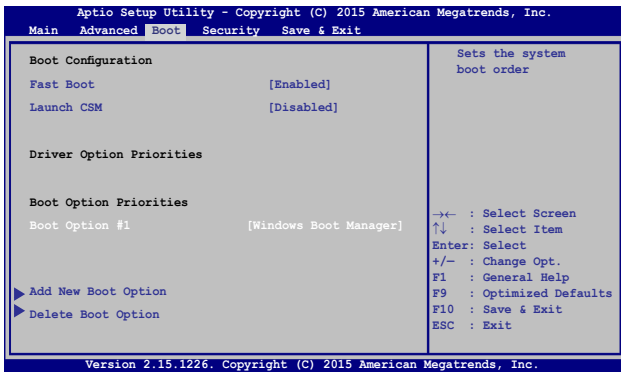 Aptio Setup Utility - Copyright (C) 2015 American Megatrends, Inc.
Main Advanced Boot Security Save & Exit
Boot Configuration
Fast Boot [Enabled]
Launch CSM [Disabled]
Driver Option Priorities
Boot Option Priorities
Boot Option #1 [Windows Boot Manager]
Add New Boot Option
Delete Boot Option
Sets the system
boot order
→← : Select Screen
↑↓ : Select Item
Enter: Select
+/— : Change Opt.
F1 : General Help
F9 : Optimized Defaults
F10 : Save & Exit
ESC : Exit
Version 2.15.1226. Copyright (C) 2015 American Megatrends, Inc.